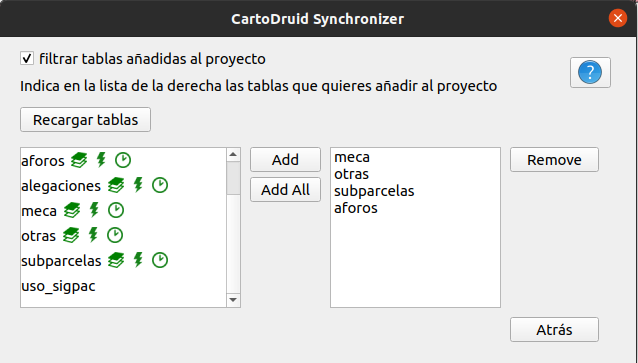 CartoDruid Synchronizer
filtrar tablas añadidas al proyecto
Indica en la lista de la derecha las tablas que quieres añadir al proyecto
?
Recargar tablas
aforos
alegaciones
meca
otras
subparcelas
uso_sigpac
Add
Add All
meca
otras
subparcelas
aforos
Remove
Atrás